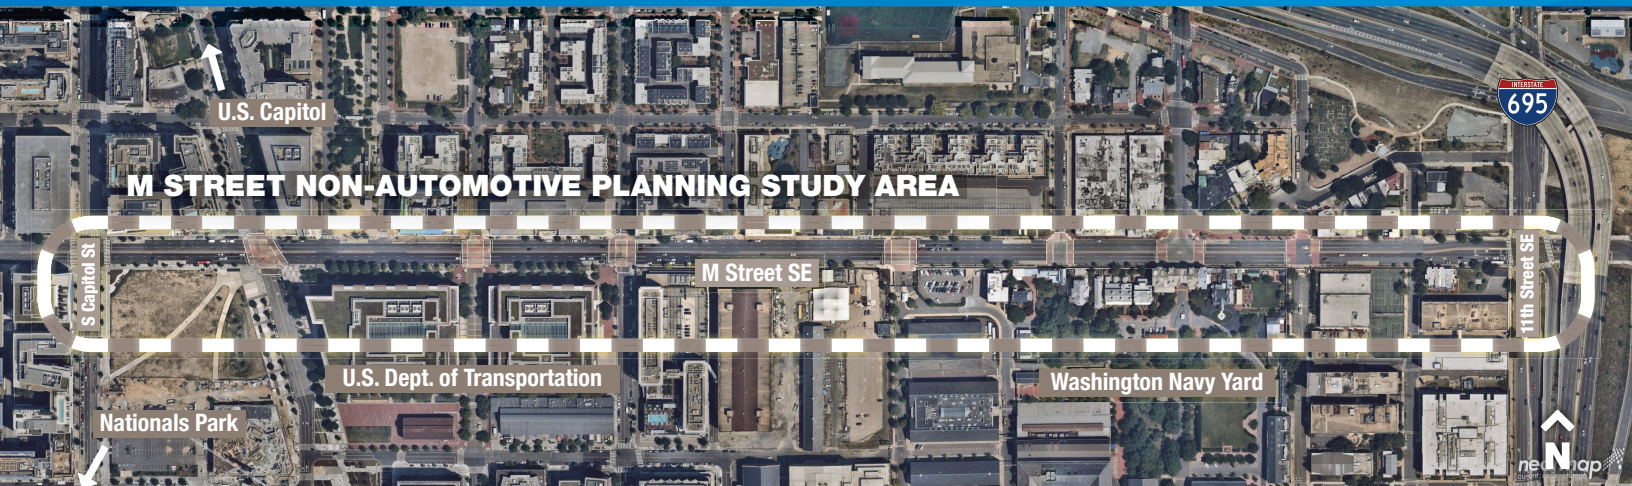 U.S. Capitol
INTERSTATE
695
M STREET NON-AUTOMOTIVE PLANNING STUDY AREA
S Capitol St
M Street SE
11th Street SE
U.S. Dept. of Transportation
Washington Navy Yard
Nationals Park
N